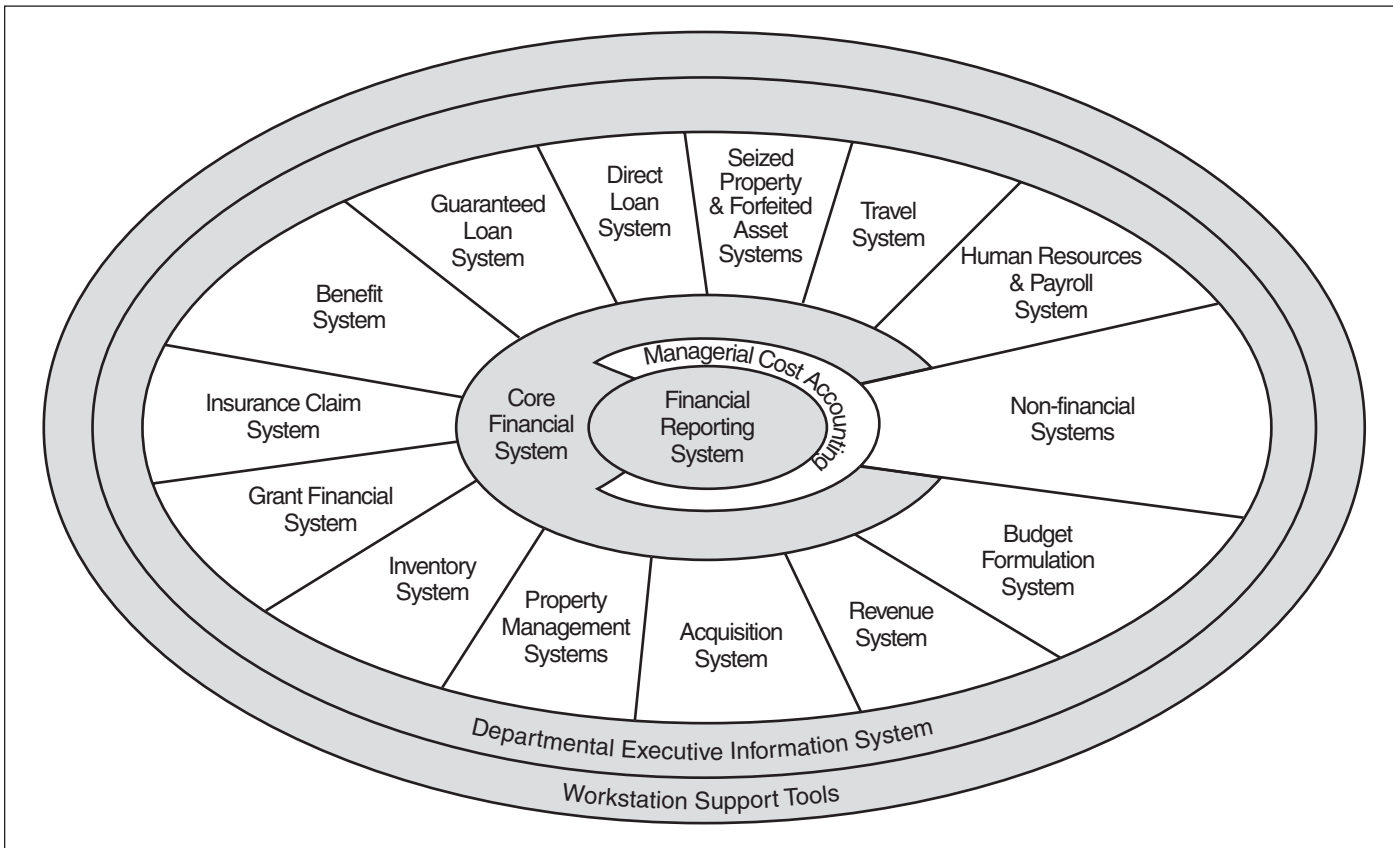 Seized
Property
& Forfeited
Asset
Systems
Direct
Loan
System
Travel
System
Guaranteed
Loan
System
Human Resources
& Payroll
System
Benefit
System
Managerial Cost Accounting
Insurance Claim
System
Core
Financial
System
Financial
Reporting
System
Non-financial
Systems
Grant Financial
System
Inventory
System
Property
Management
Systems
Acquisition
System
Revenue
System
Budget
Formulation
System
Departmental Executive Information System
Workstation Support Tools